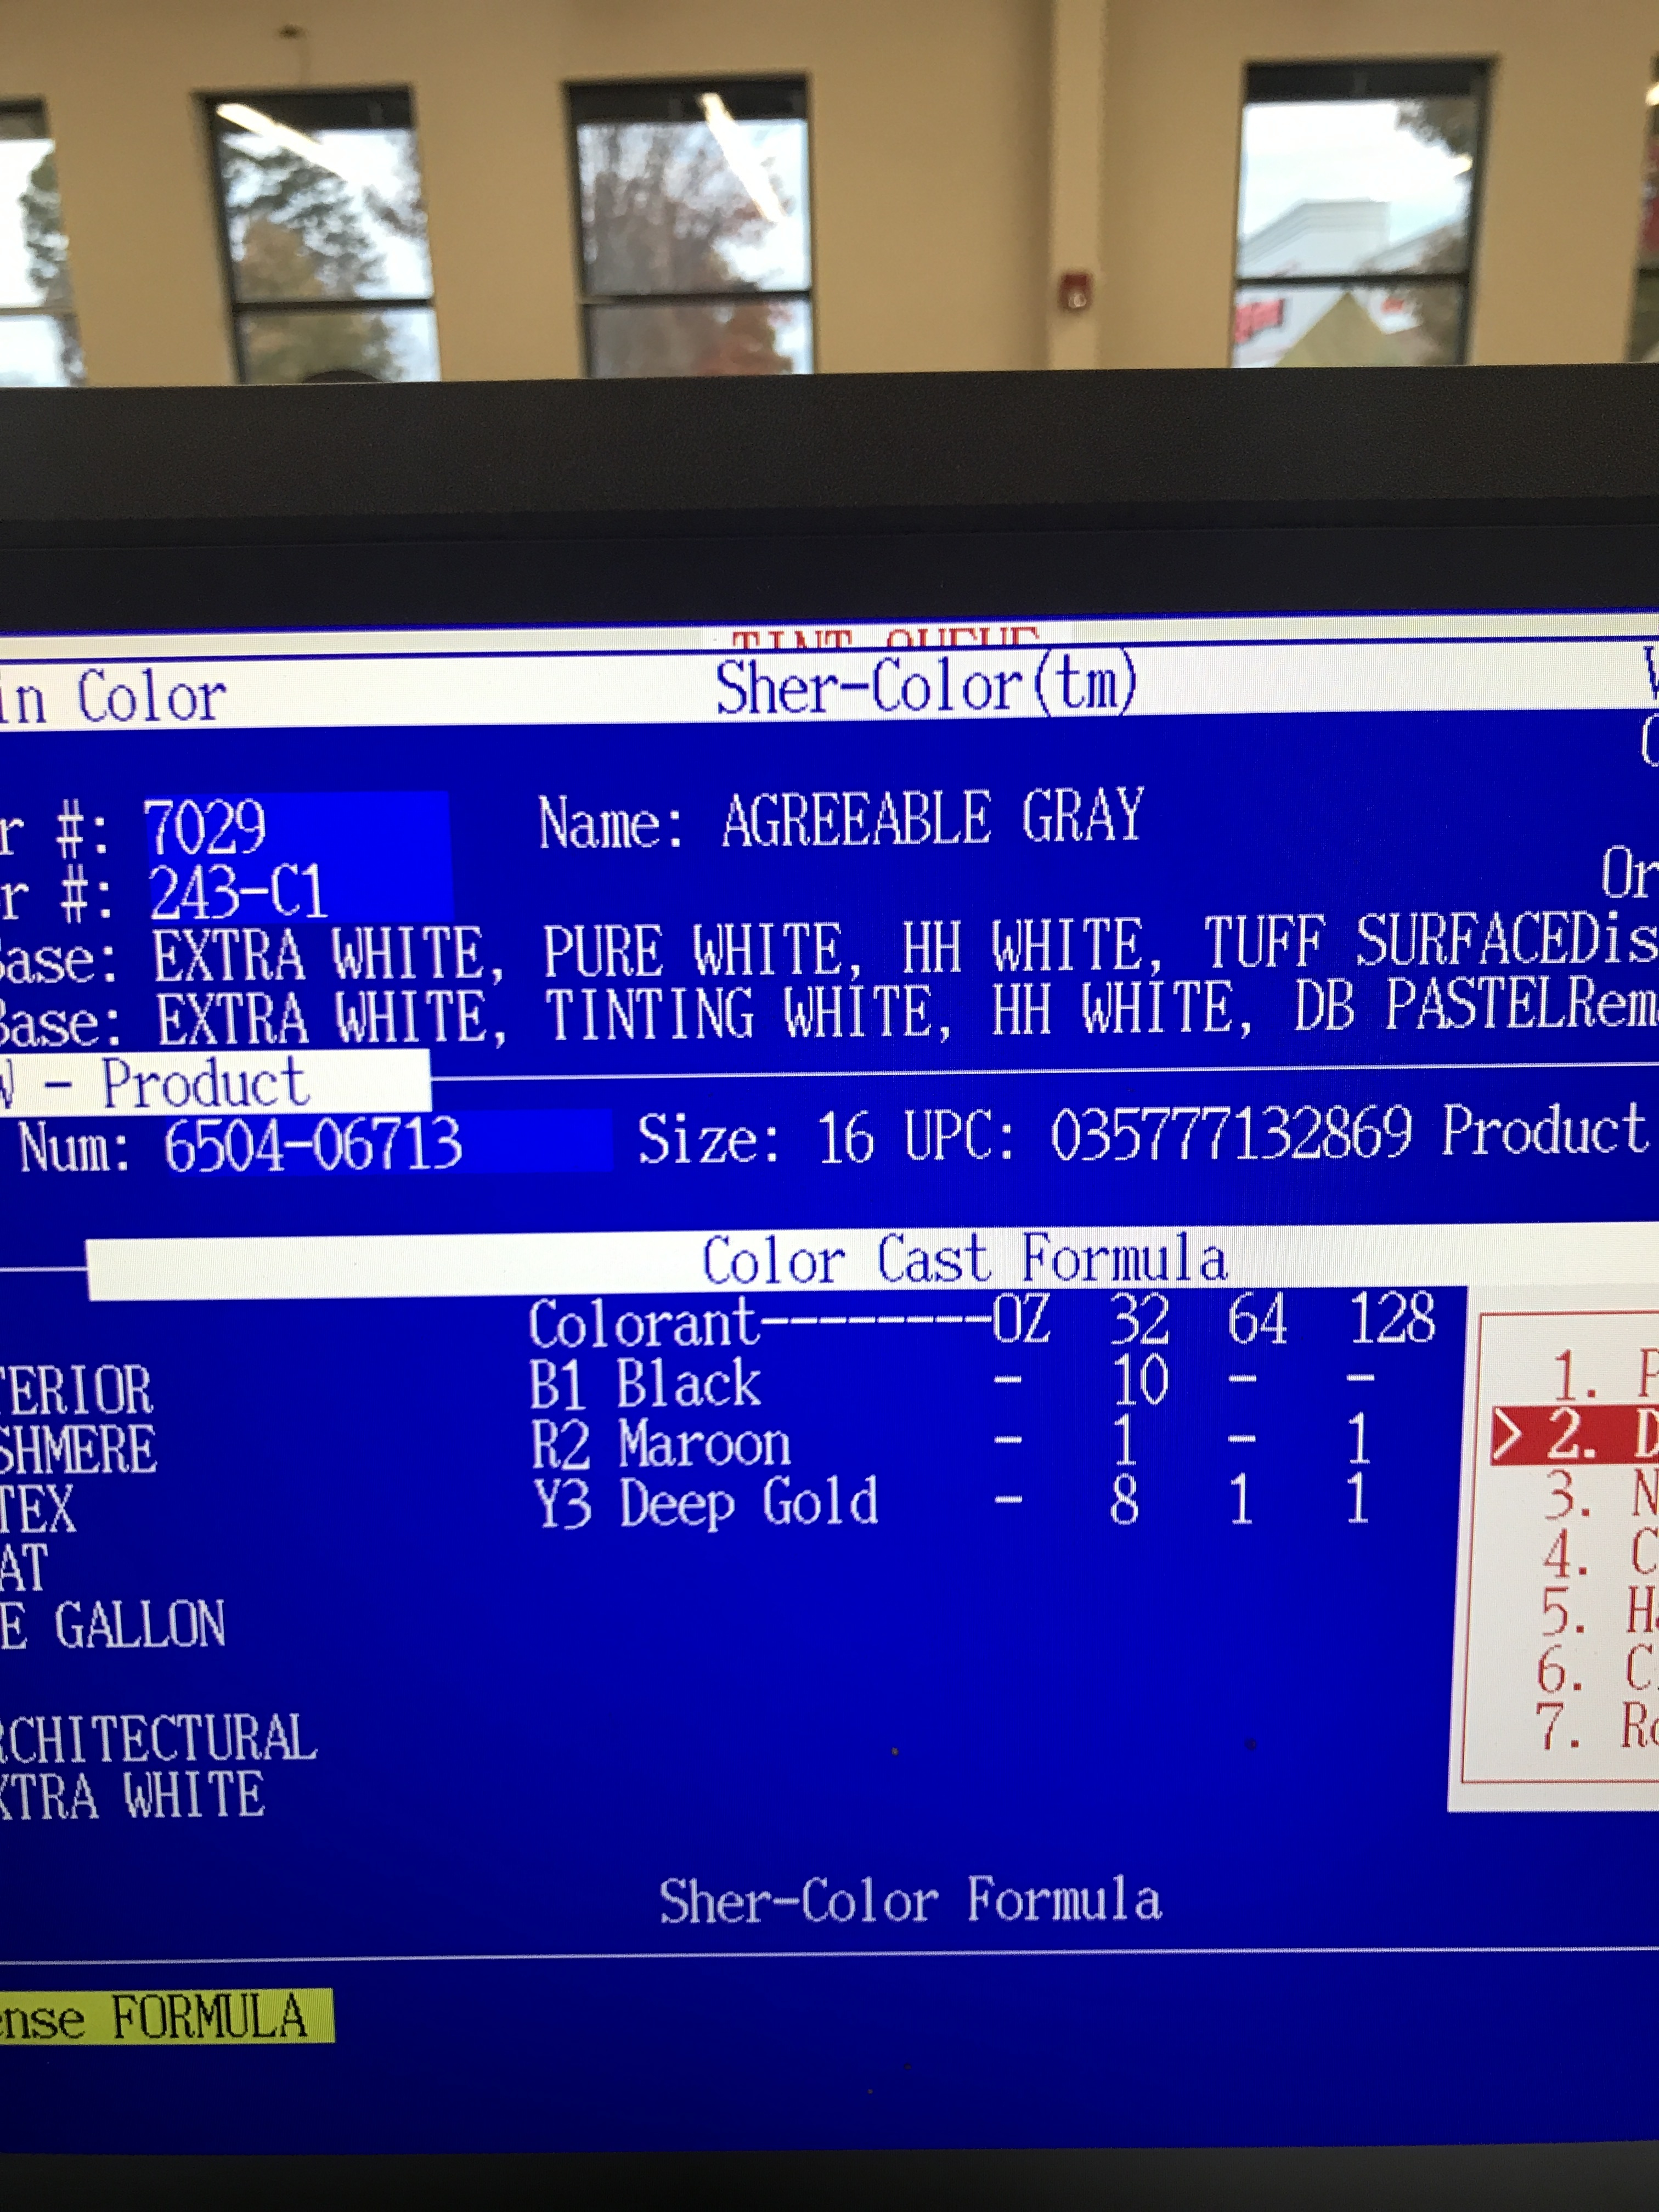 TINT QUEUE
in Color Sher-Color(tm)
r #: 7029 Name: AGREEABLE GRAY
r #: 243-C1 Or
ase: EXTRA WHITE, PURE WHITE, HH WHITE, TUFF SURFACEDis
Base: EXTRA WHITE, TINTING WHITE, HH WHITE, DB PASTELRem
W - Product
Num: 6504-06713 Size: 16 UPC: 035777132869 Product
Color Cast Formula
Colorant--------OZ 32 64 128
B1 Black - 10 - -
R2 Maroon - 1 - 1
Y3 Deep Gold - 8 1 1
TERIOR
SHMERE
TEX
AT
E GALLON
RCHITECTURAL
XTRA WHITE
1. P
> 2. D
3. N
4. C
5. Ha
6. C
7. Ro
Sher-Color Formula
ense FORMULA